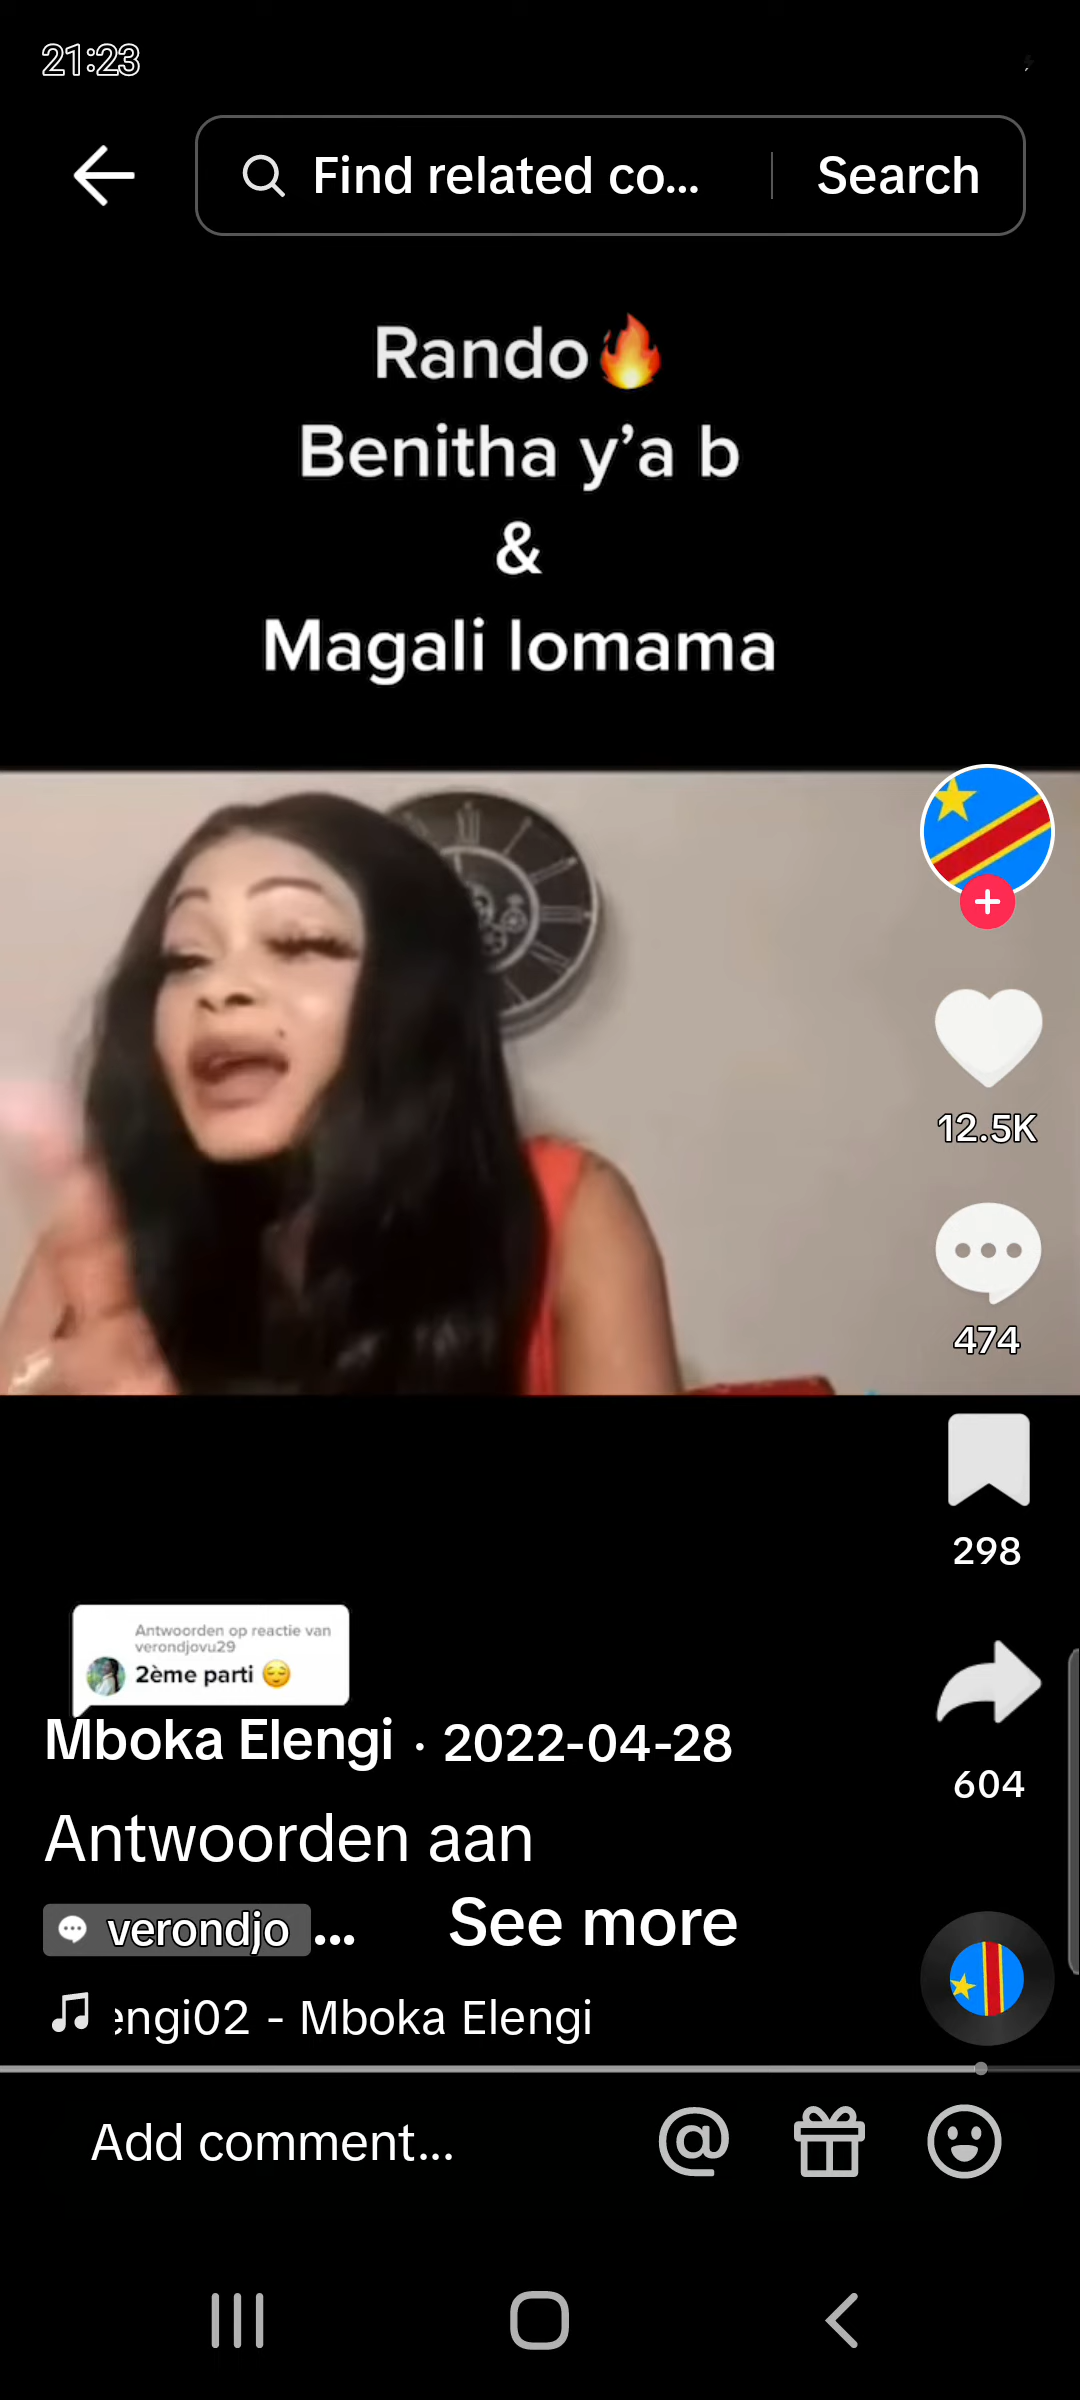 21:23
Find related co...
Search
Rando🔥
Benitha y'a b
&
Magali lomama
12.5K
474
298
Antwoorden op reactie van
verondjovu29
2ème parti 😌
604
Mboka Elengi · 2022-04-28
Antwoorden aan
verondjo... See more
engi02 - Mboka Elengi
Add comment...